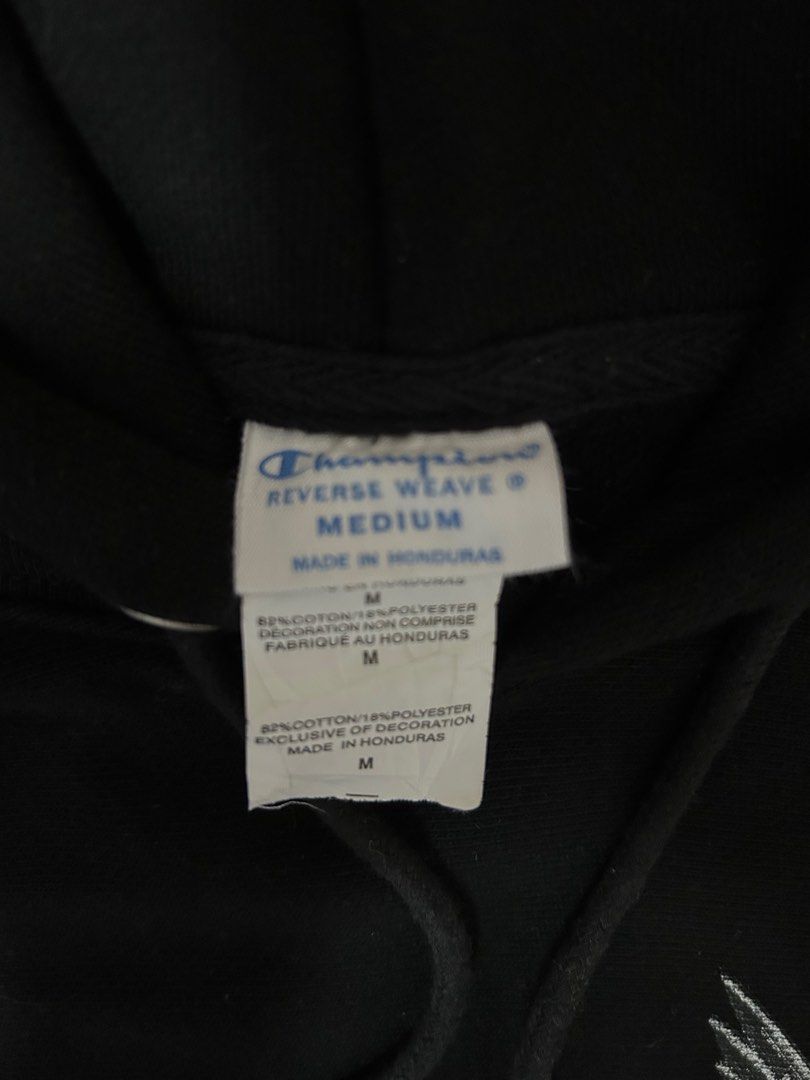 Champion
REVERSE WEAVE ®
MEDIUM
MADE IN HONDURAS
HONDURAS
M
82%COTTON/18%POLYESTER
DÉCORATION NON COMPRISE
FABRIQUÉ AU HONDURAS
M
82%COTTON/18%POLYESTER
EXCLUSIVE OF DECORATION
MADE IN HONDURAS
M